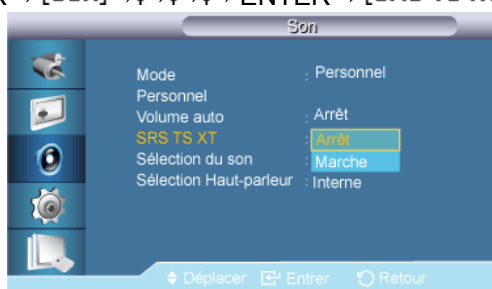 ENTER
Son
Mode : Personnel
Personnel
Volume auto : Arrêt
SRS TS XT : Arrêt
Marche
Sélection du son :
Sélection Haut-parleur : Interne
Déplacer Entrer Retour